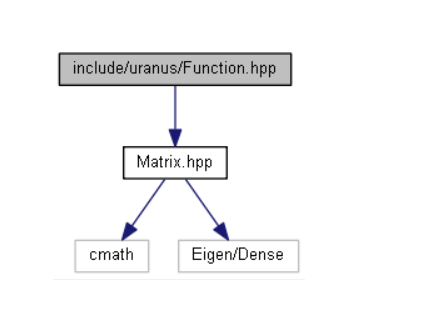 include/uranus/Function.hpp
Matrix.hpp
cmath
Eigen/Dense